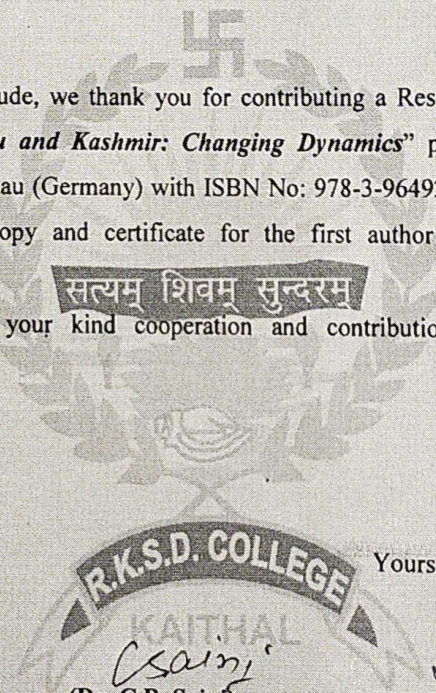 ude, we thank you for contributing a Res
and Kashmir: Changing Dynamics” p
au (Germany) with ISBN No: 978-3-9649
opy and certificate for the first author
सत्यम् शिवम् सुन्दरम्
your kind cooperation and contributio
R.K.S.D. COLLEGE
Yours
KAITHAL
Csaini